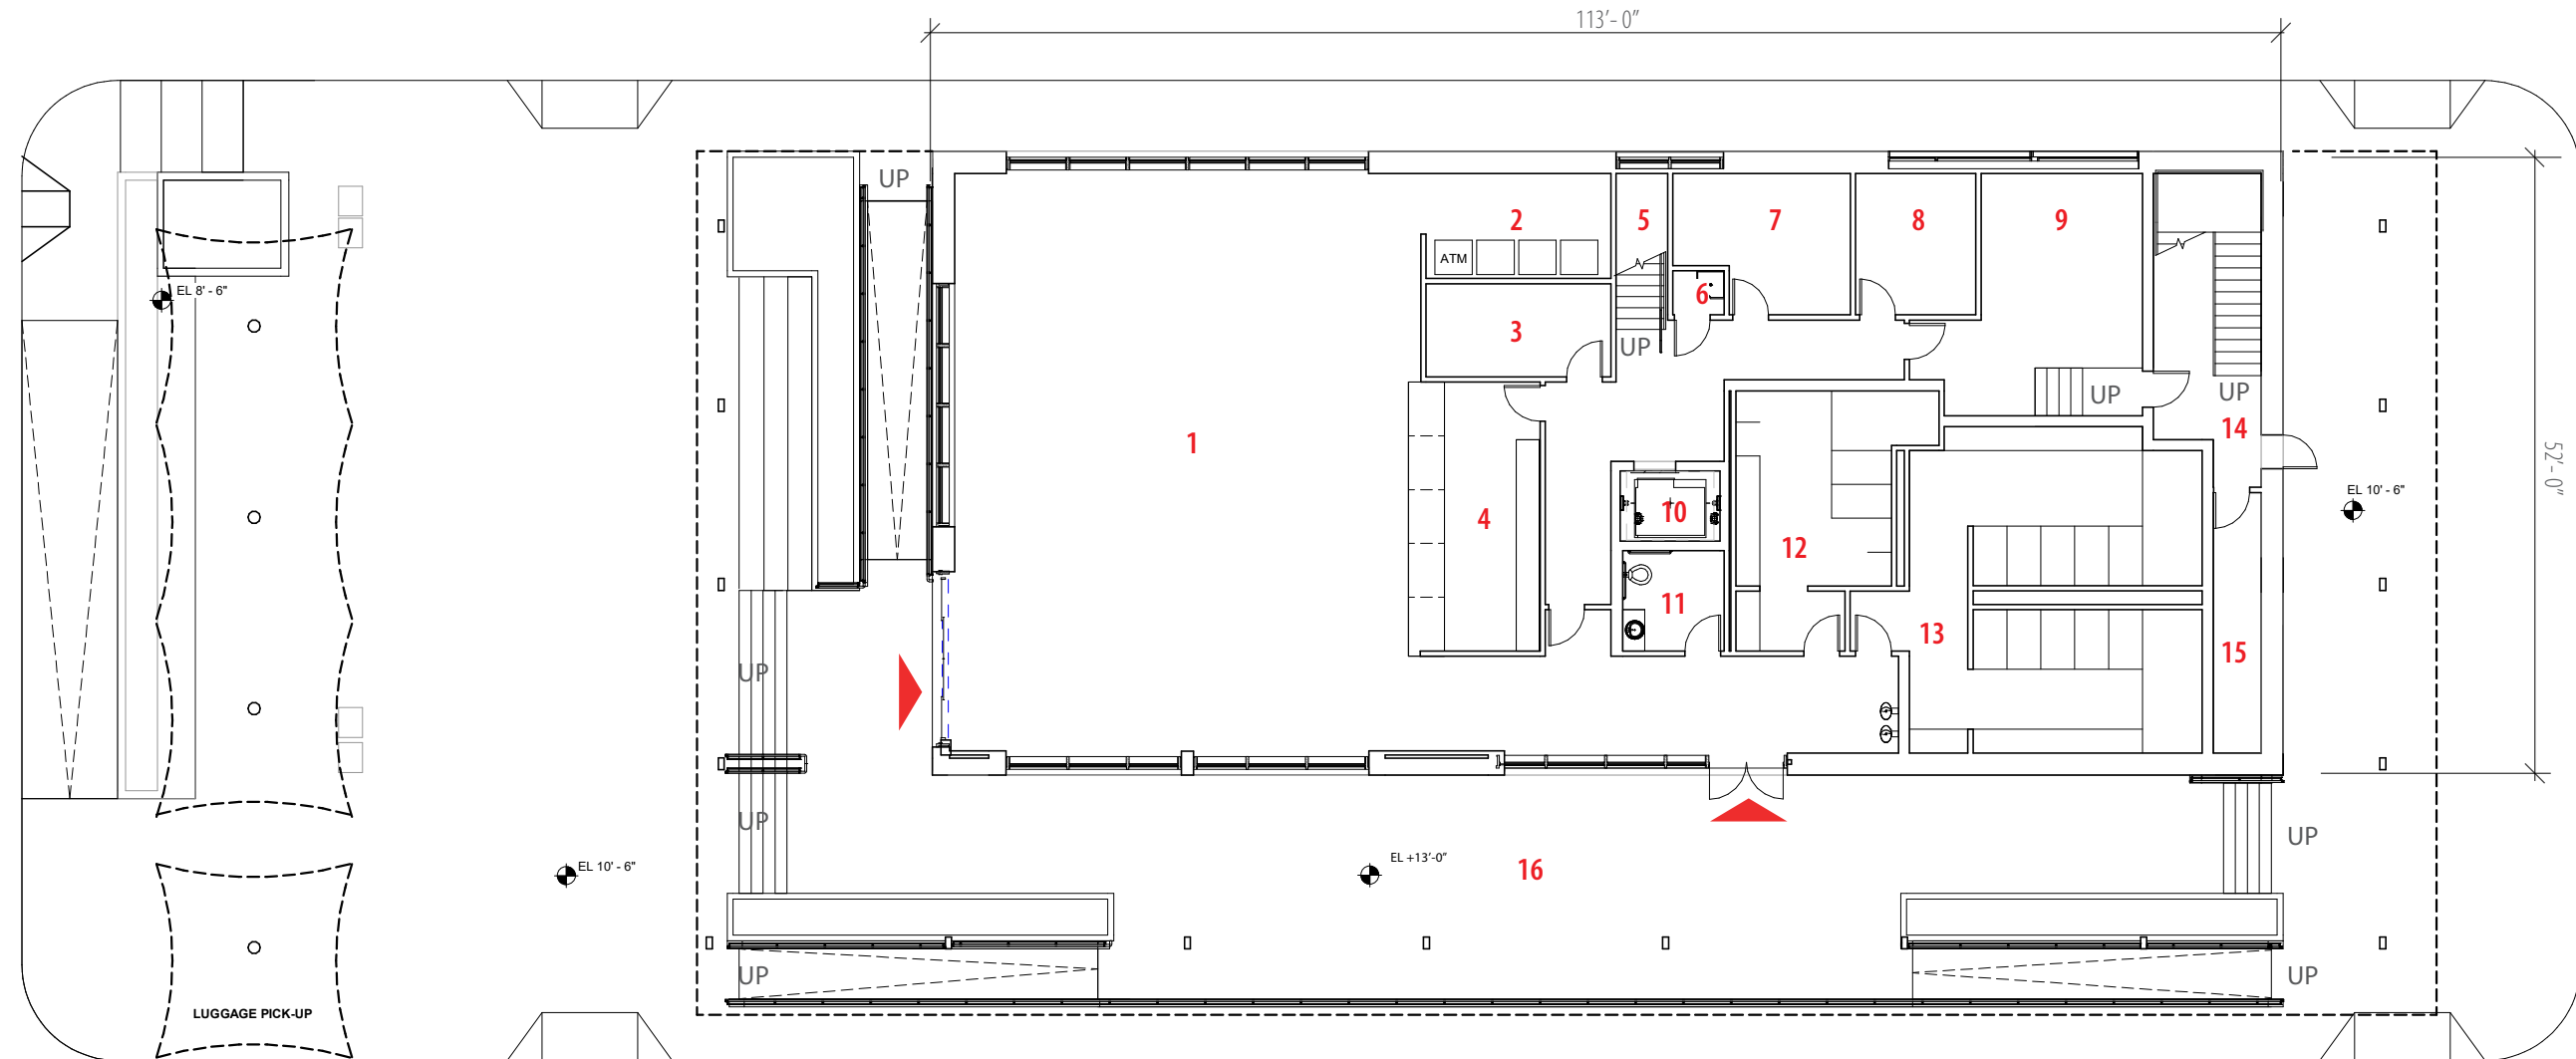 113'- 0"
UP
2
5
7
8
9
ATM
6
EL 8' - 6"
3
UP
UP
UP
14
1
52'- 0"
EL 10' - 6"
4
10
12
11
13
15
UP
UP
UP
EL 10' - 6"
EL +13'-0"
16
UP
UP
LUGGAGE PICK-UP